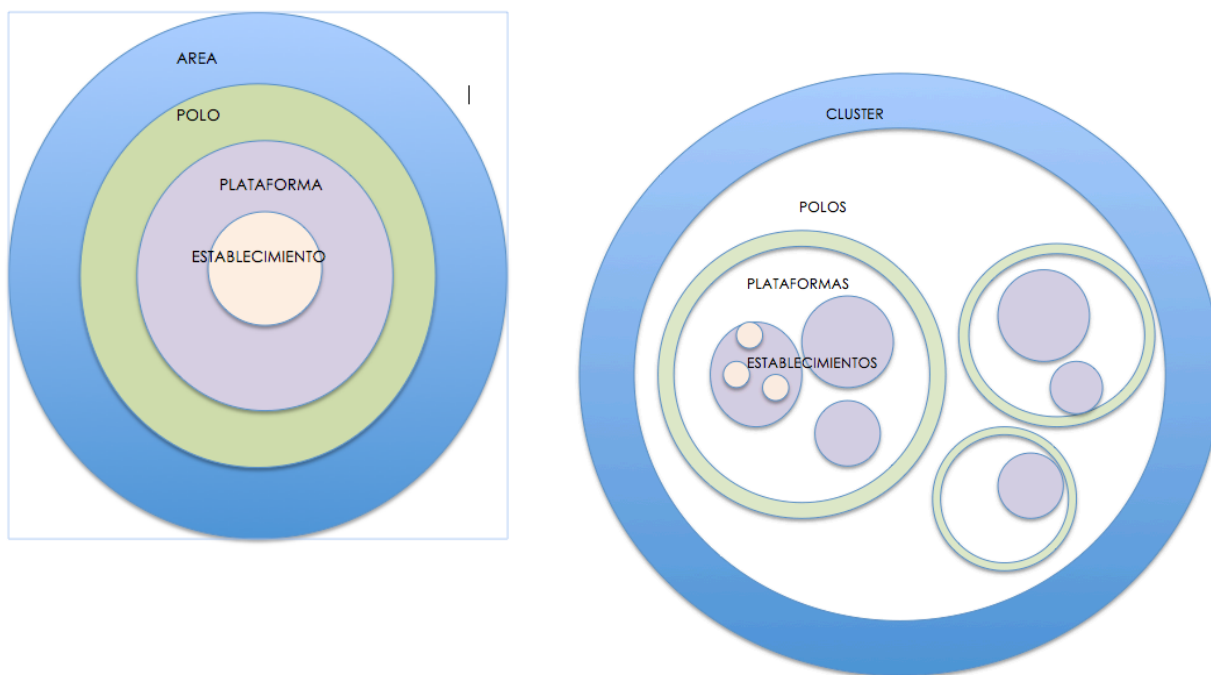 AREA
POLO
PLATAFORMA
ESTABLECIMIENTO
CLUSTER
POLOS
PLATAFORMAS
ESTABLECIMIENTOS